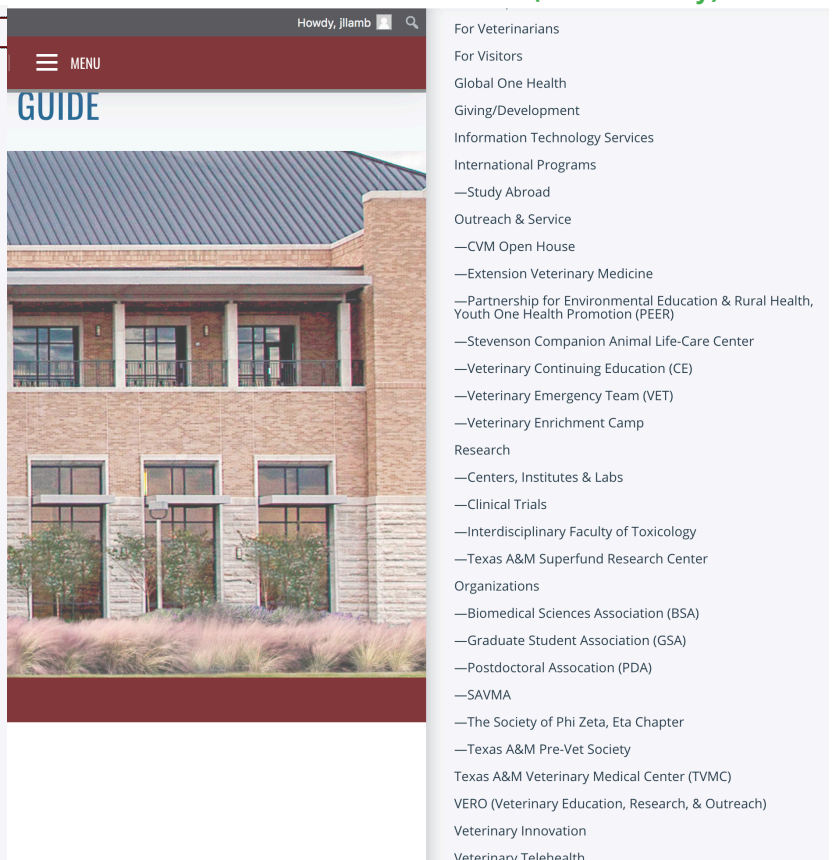 Howdy, jllamb
MENU
GUIDE
For Veterinarians
For Visitors
Global One Health
Giving/Development
Information Technology Services
International Programs
—Study Abroad
Outreach & Service
—CVM Open House
—Extension Veterinary Medicine
—Partnership for Environmental Education & Rural Health,
Youth One Health Promotion (PEER)
—Stevenson Companion Animal Life-Care Center
—Veterinary Continuing Education (CE)
—Veterinary Emergency Team (VET)
—Veterinary Enrichment Camp
Research
—Centers, Institutes & Labs
—Clinical Trials
—Interdisciplinary Faculty of Toxicology
—Texas A&M Superfund Research Center
Organizations
—Biomedical Sciences Association (BSA)
—Graduate Student Association (GSA)
—Postdoctoral Assocation (PDA)
—SAVMA
—The Society of Phi Zeta, Eta Chapter
—Texas A&M Pre-Vet Society
Texas A&M Veterinary Medical Center (TVMC)
VERO (Veterinary Education, Research, & Outreach)
Veterinary Innovation
Veterinary Telehealth